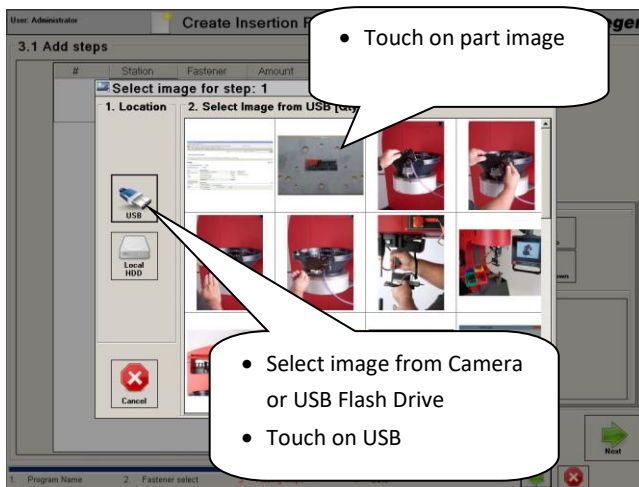 User: Administrator
Create Insertion
3.1 Add steps
# Station Fastener Amount
Select image for step: 1
1. Location
2. Select Image from USB
USB
Local
HDD
Cancel
Next
1. Program Name
2. Fastener select
• Touch on part image
• Select image from Camera
or USB Flash Drive
• Touch on USB